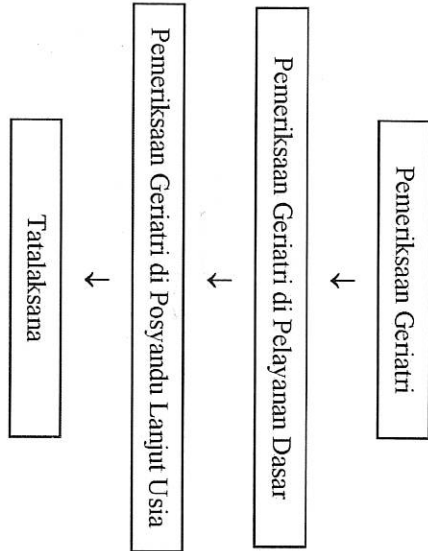 Pemeriksaan Geriatri
↓
Pemeriksaan Geriatri di Pelayanan Dasar
↓
Pemeriksaan Geriatri di Posyandu Lanjut Usia
↓
Tatalaksana